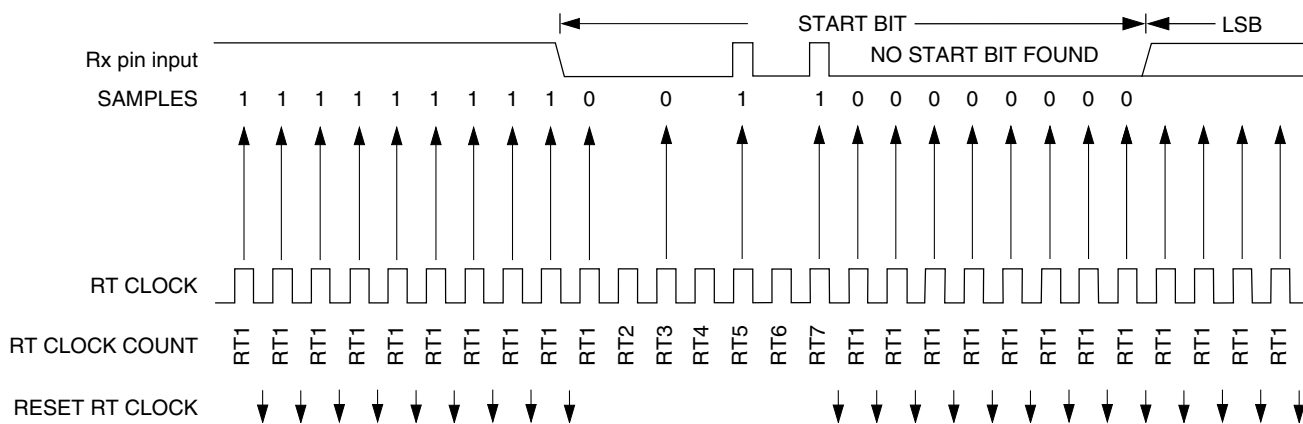 START BIT
LSB
Rx pin input
NO START BIT FOUND
SAMPLES 1 1 1 1 1 1 1 1 1 0 0 1 1 0 0 0 0 0 0 0 0
RT CLOCK
RT CLOCK COUNT RT1 RT1 RT1 RT1 RT1 RT1 RT1 RT1 RT1 RT1 RT2 RT3 RT4 RT5 RT6 RT7 RT1 RT1 RT1 RT1 RT1 RT1 RT1 RT1 RT1 RT1 RT1 RT1
RESET RT CLOCK